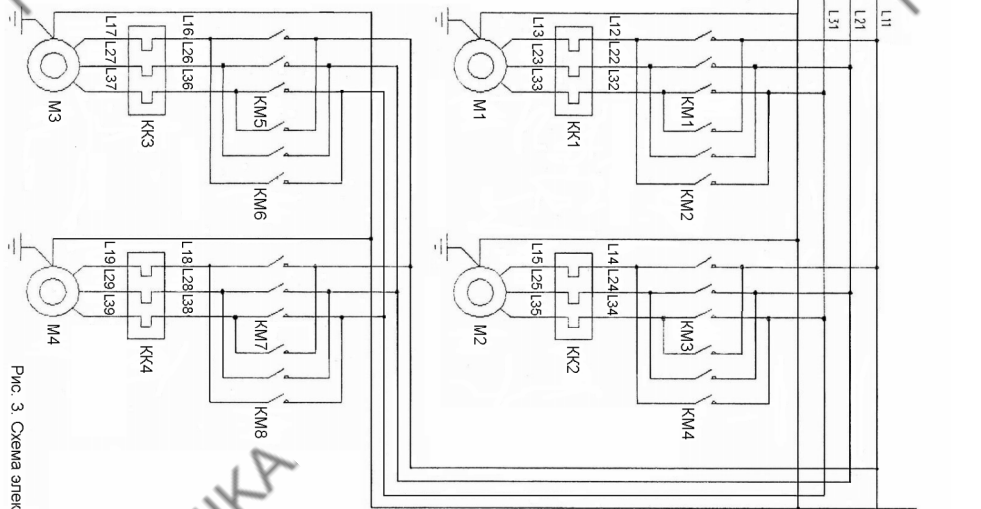 L11
L21
L31
L12 L22 L32
KM1
KM2
L13 L23 L33
KK1
M1
L14 L24 L34
KM3
KM4
L15 L25 L35
KK2
M2
L16 L26 L36
KM5
KM6
L17 L27 L37
KK3
M3
L18 L28 L38
KM7
KM8
L19 L29 L39
KK4
M4
Рис. 3. Схема элек